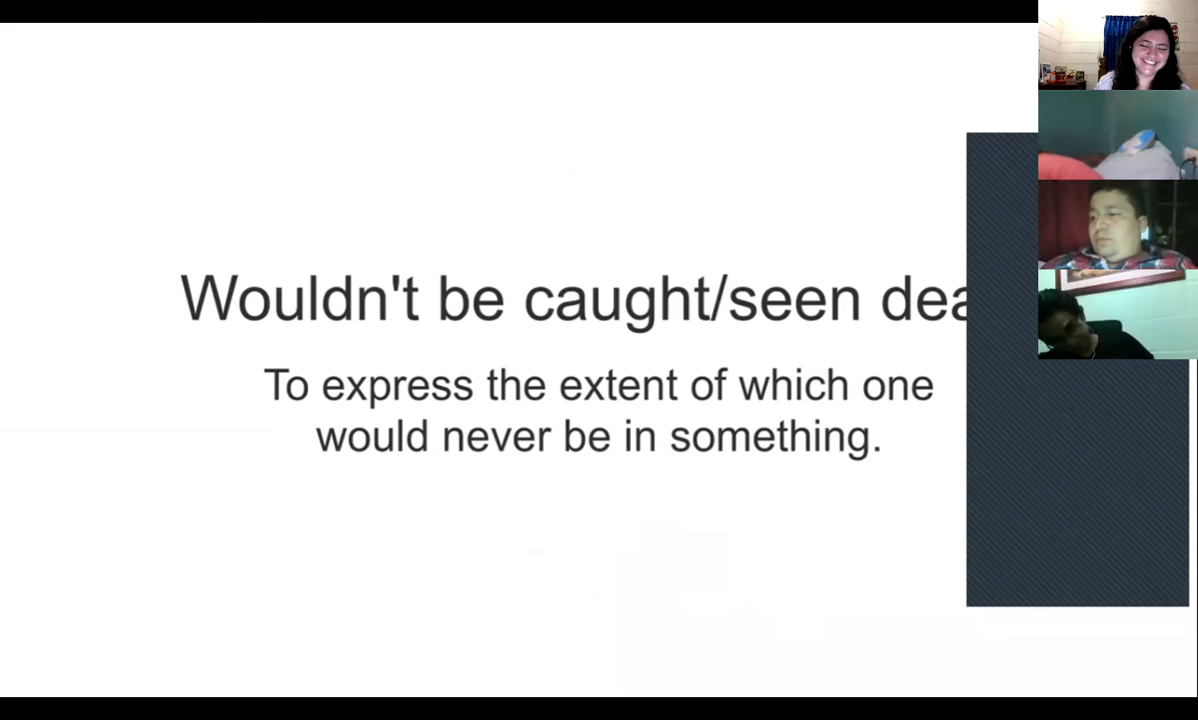 Wouldn't be caught/seen dea
To express the extent of which one
would never be in something.